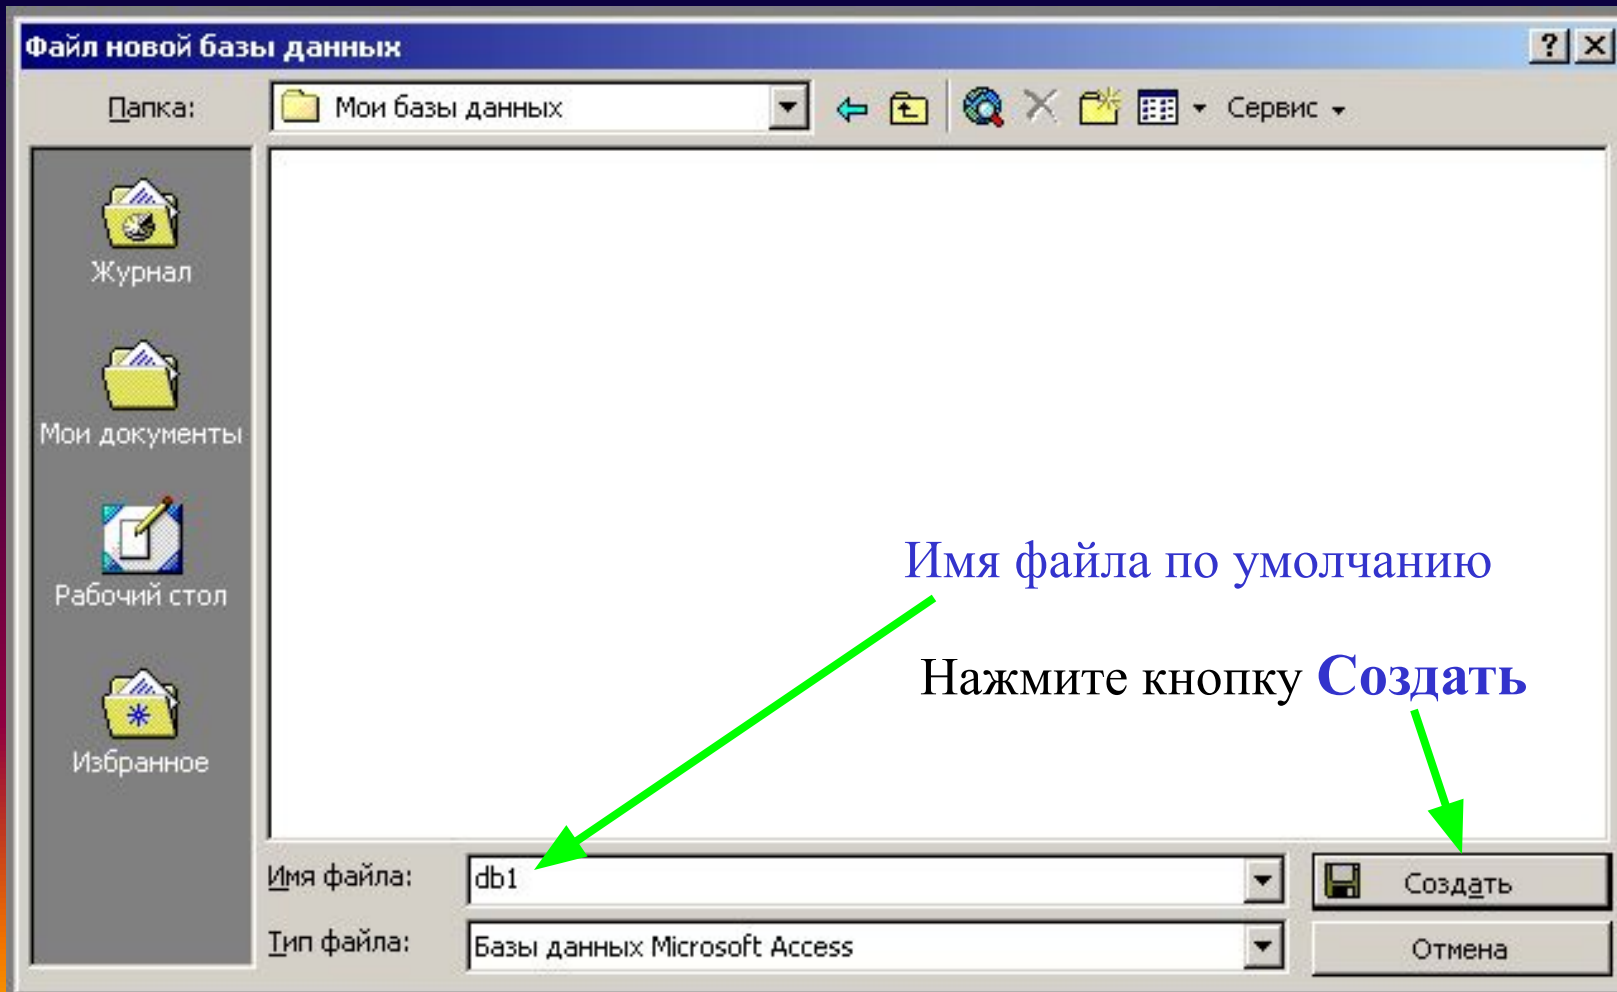 Файл новой базы данных
Папка:
Мои базы данных
Сервис
Журнал
Мои документы
Рабочий стол
Избранное
Имя файла по умолчанию
Нажмите кнопку Создать
Имя файла:
db1
Создать
Тип файла:
Базы данных Microsoft Access
Отмена